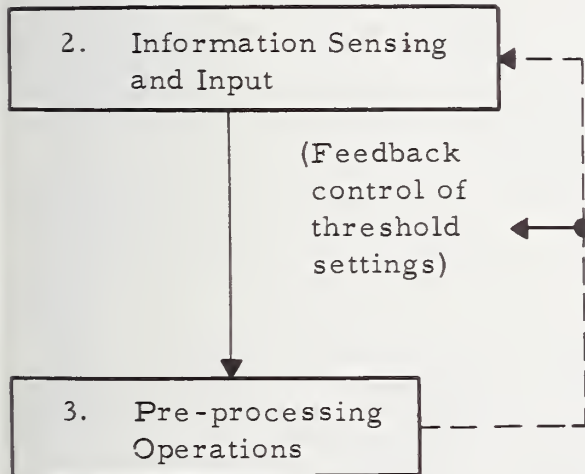 2. Information Sensing
and Input
(Feedback
control of
threshold
settings)
3. Pre-processing
Operations